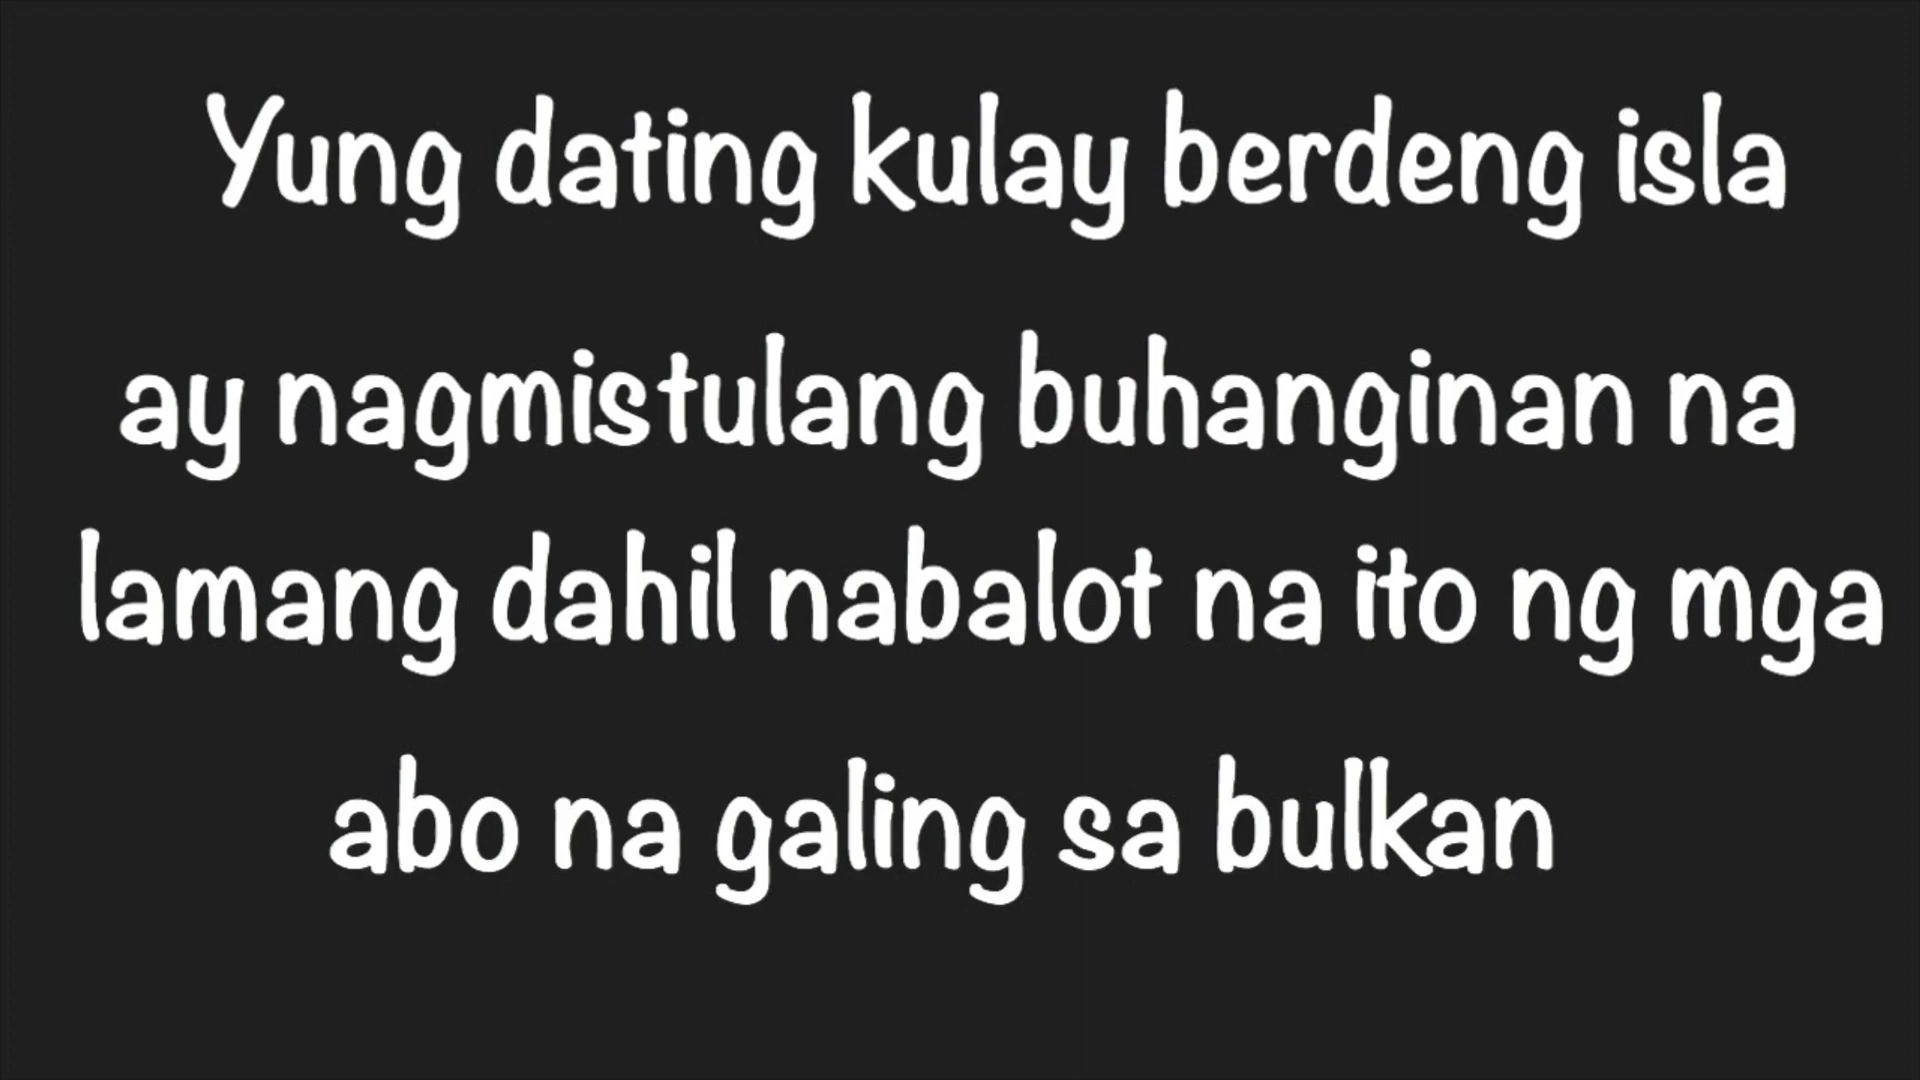 Yung dating kulay berdeng isla
ay nagmistulang buhanginan na
lamang dahil nabalot na ito ng mga
abo na galing sa bulkan